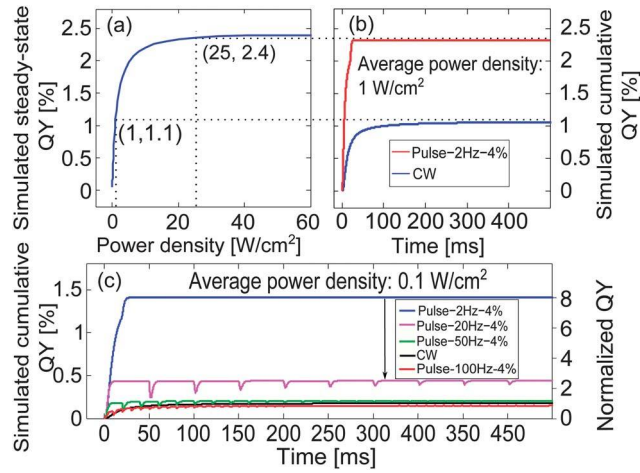 (a)
Simulated steady-state
QY [%]
2.5
2.0
1.5
1
0.5
0
(25, 2.4)
(1,1.1)
0
20
40
60
Power density [W/cm²]
(b)
Average power density:
1 W/cm²
Pulse-2Hz-4%
CW
2.5
2.0
1.5
1
0.5
0
Simulated cumulative
QY [%]
0
100
200
300
400
Time [ms]
(c)
Average power density: 0.1 W/cm²
Simulated cumulative
QY [%]
1.5
1
0.5
0
Pulse-2Hz-4%
Pulse-20Hz-4%
Pulse-50Hz-4%
CW
Pulse-100Hz-4%
8
6
4
2
0
Normalized QY
0
50
100
150
200
250
300
350
400
450
Time [ms]